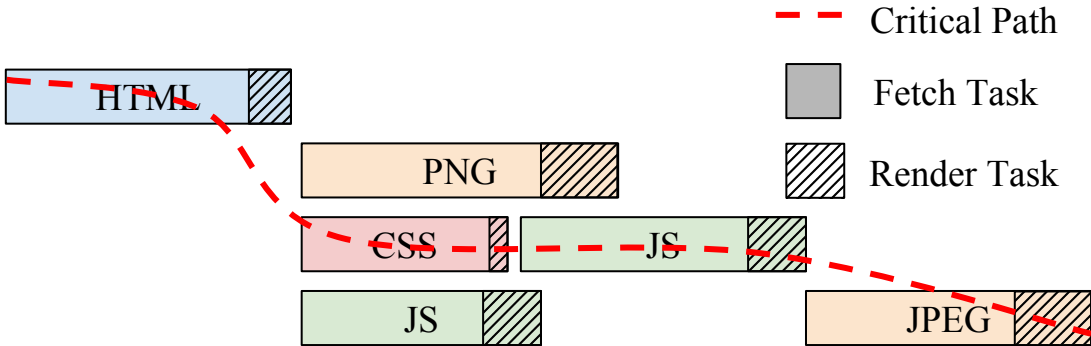 Critical Path
HTML
Fetch Task
PNG
Render Task
CSS
JS
JS
JPEG